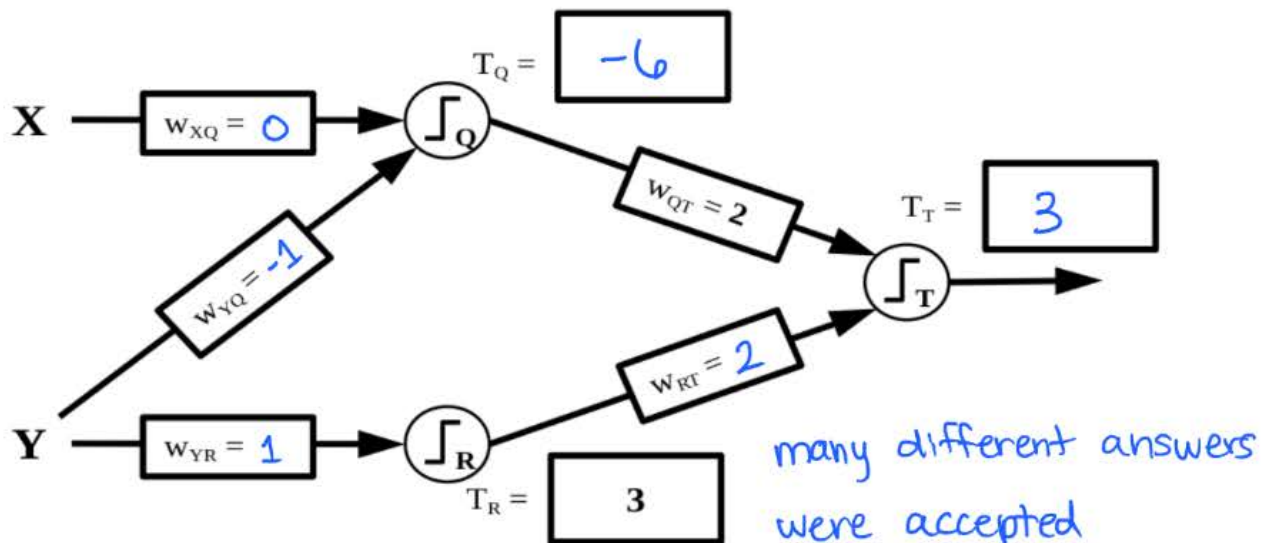 T_Q = -6
X w_XQ = 0 Q
w_QT = 2
T_T = 3
w_YQ = -1
T
w_RT = 2
Y w_YR = 1 R
many different answers
T_R = 3
were accepted